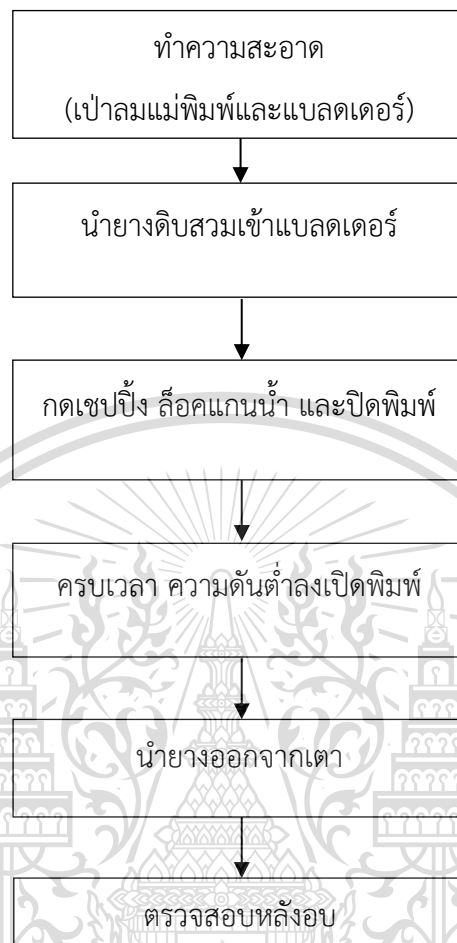 ทำความสะอาด
(เป่าลมแม่พิมพ์และแบลดเดอร์)
นำยางดิบสวมเข้าแบลดเดอร์
กดเชปปิ้ง ล็อคแกนน้ำ และปิดพิมพ์
ครบเวลา ความดันต่ำลงเปิดพิมพ์
นำยางออกจากเตา
ตรวจสอบหลังอบ